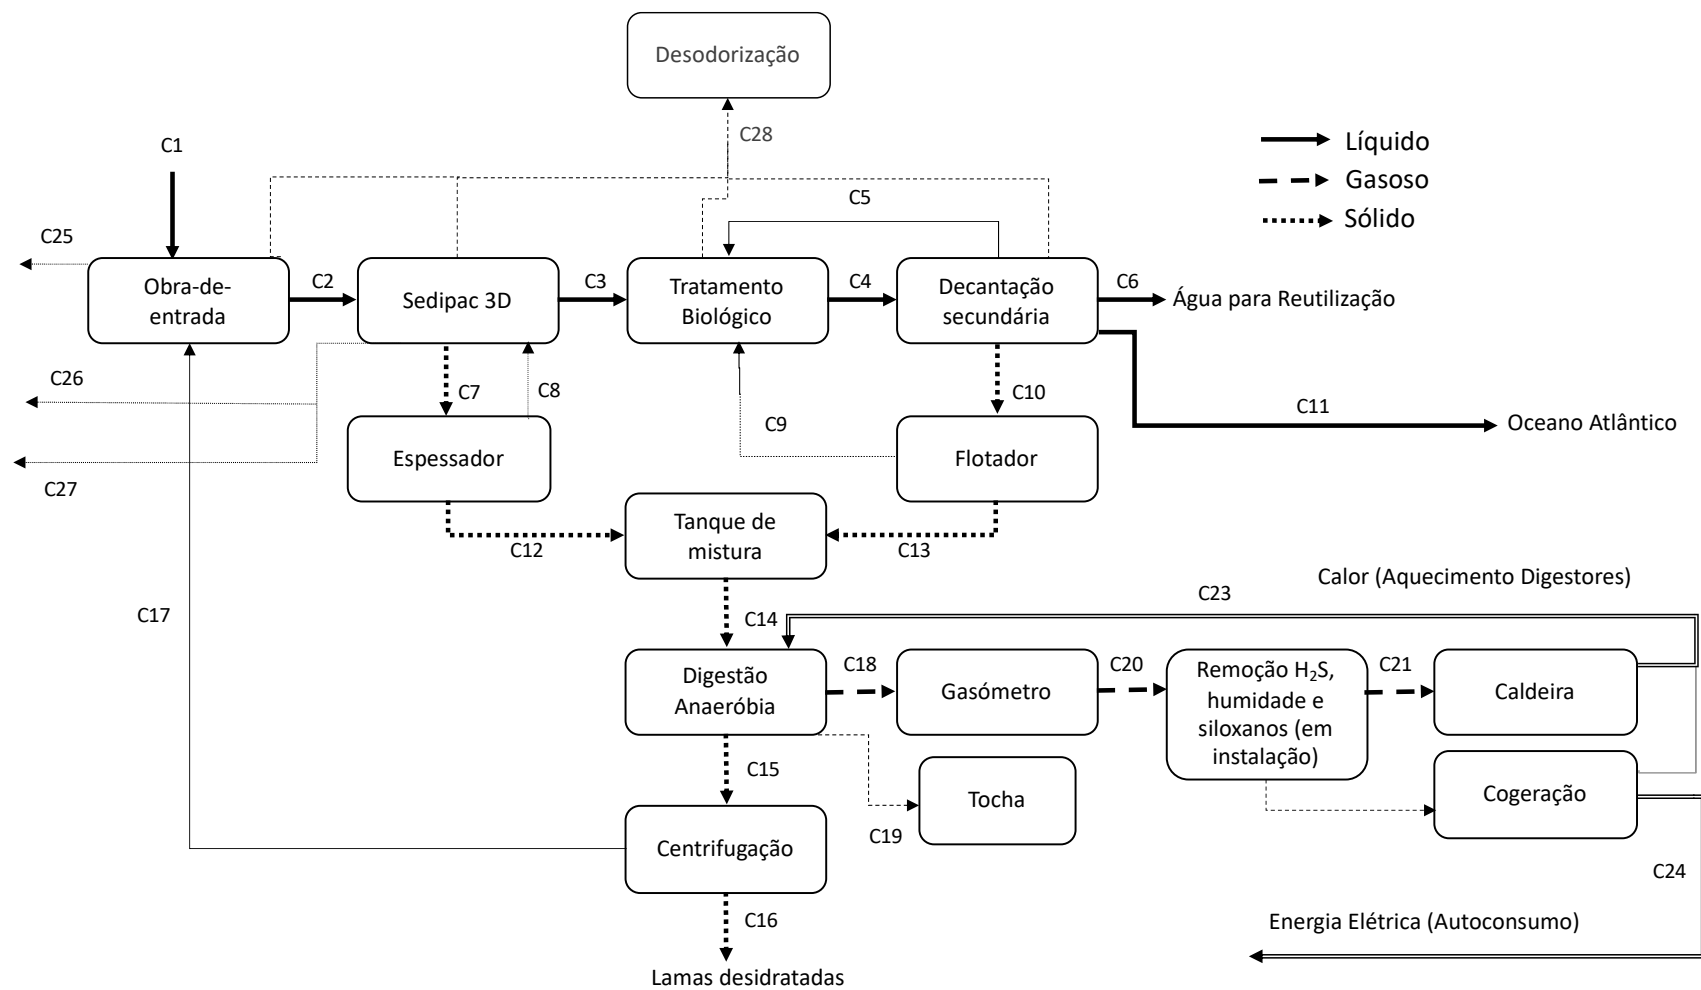 Desodorização
C28
C1
Líquido
Gasoso
Sólido
C5
C25
Obra-de-
entrada
C2
Sedipac 3D
C3
Tratamento
Biológico
C4
Decantação
secundária
C6
Água para Reutilização
C26
C7
C8
C9
C10
C11
Oceano Atlântico
C27
Espessador
Flotador
Tanque de
mistura
C12
C13
Calor (Aquecimento Digestores)
C23
C17
C14
Digestão
Anaeróbia
C18
Gasómetro
C20
Remoção H₂S,
humidade e
siloxanos (em
instalação)
C21
Caldeira
C15
Tocha
C19
Cogeração
Centrifugação
C24
C16
Energia Elétrica (Autoconsumo)
Lamas desidratadas